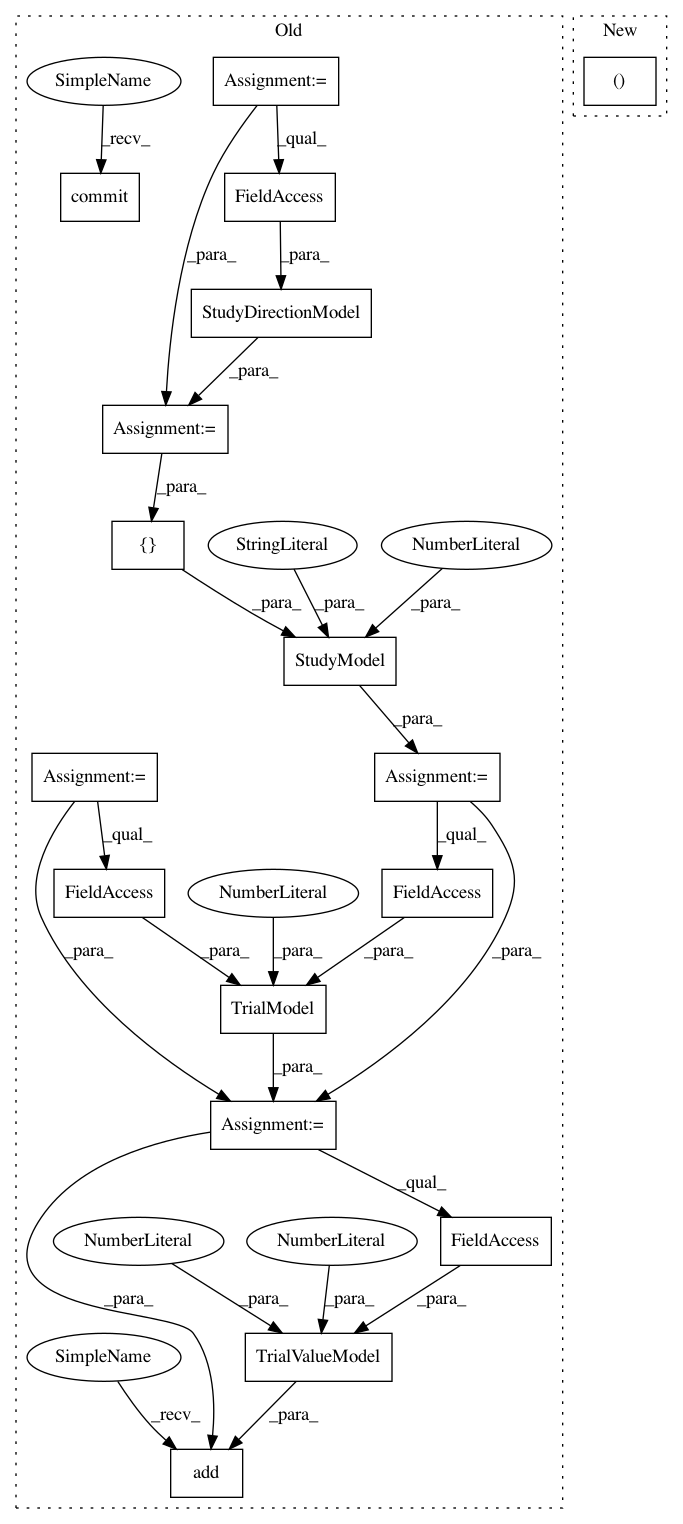 Old
New
SimpleName
Assignment:=
()
_recv_
_qual_
commit
FieldAccess
_para_
_para_
StudyDirectionModel
_para_
Assignment:=
_para_
{}
StringLiteral
NumberLiteral
_para_
_para_
_para_
StudyModel
_para_
Assignment:=
Assignment:=
_qual_
_qual_
FieldAccess
NumberLiteral
FieldAccess
_para_
_para_
_para_
_para_
_para_
TrialModel
_para_
Assignment:=
_qual_
NumberLiteral
NumberLiteral
FieldAccess
_para_
_para_
_para_
_para_
SimpleName
TrialValueModel
_recv_
_para_
add